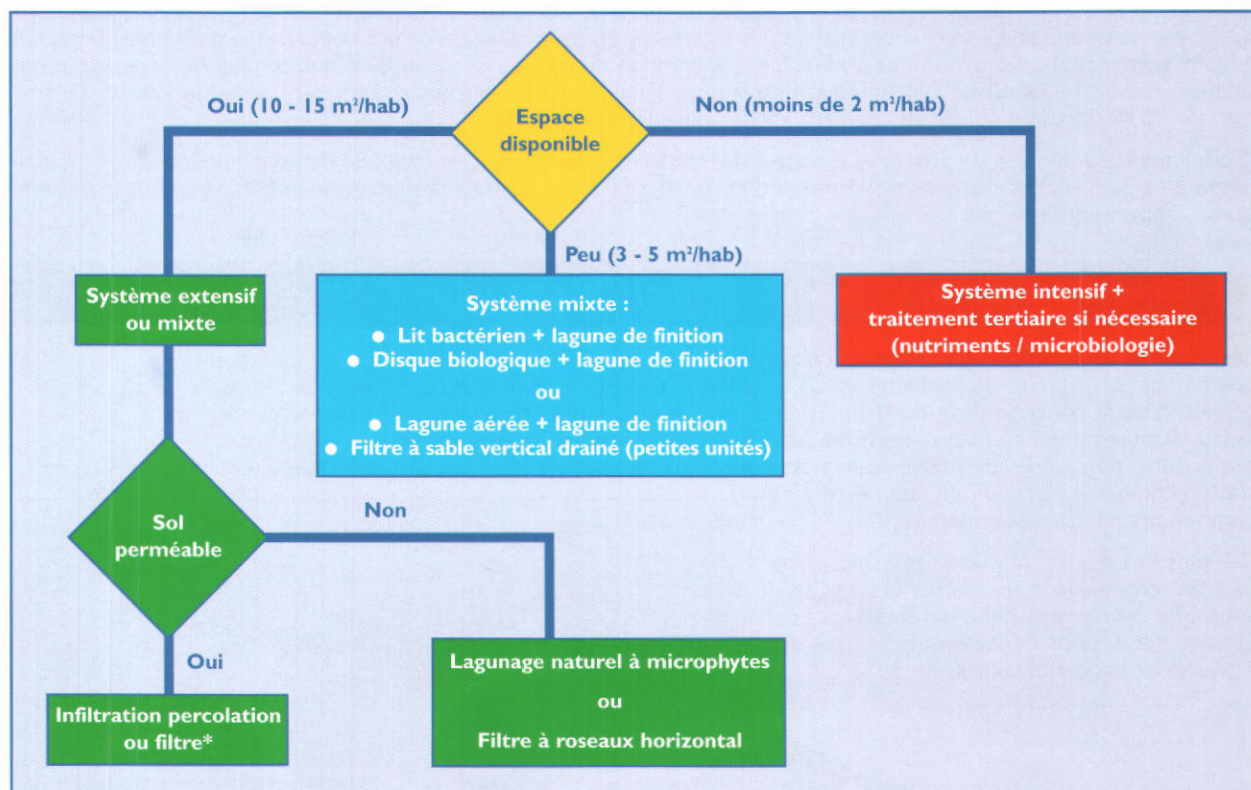 Oui (10 - 15 m²/hab)
Espace
disponible
Non (moins de 2 m²/hab)
Peu (3 - 5 m²/hab)
Système extensif
ou mixte
Système mixte :
● Lit bactérien + lagune de finition
● Disque biologique + lagune de finition
ou
● Lagune aérée + lagune de finition
● Filtre à sable vertical drainé (petites unités)
Système intensif +
traitement tertiaire si nécessaire
(nutriments / microbiologie)
Sol
perméable
Non
Oui
Infiltration percolation
ou filtre*
Lagunage naturel à microphytes
ou
Filtre à roseaux horizontal